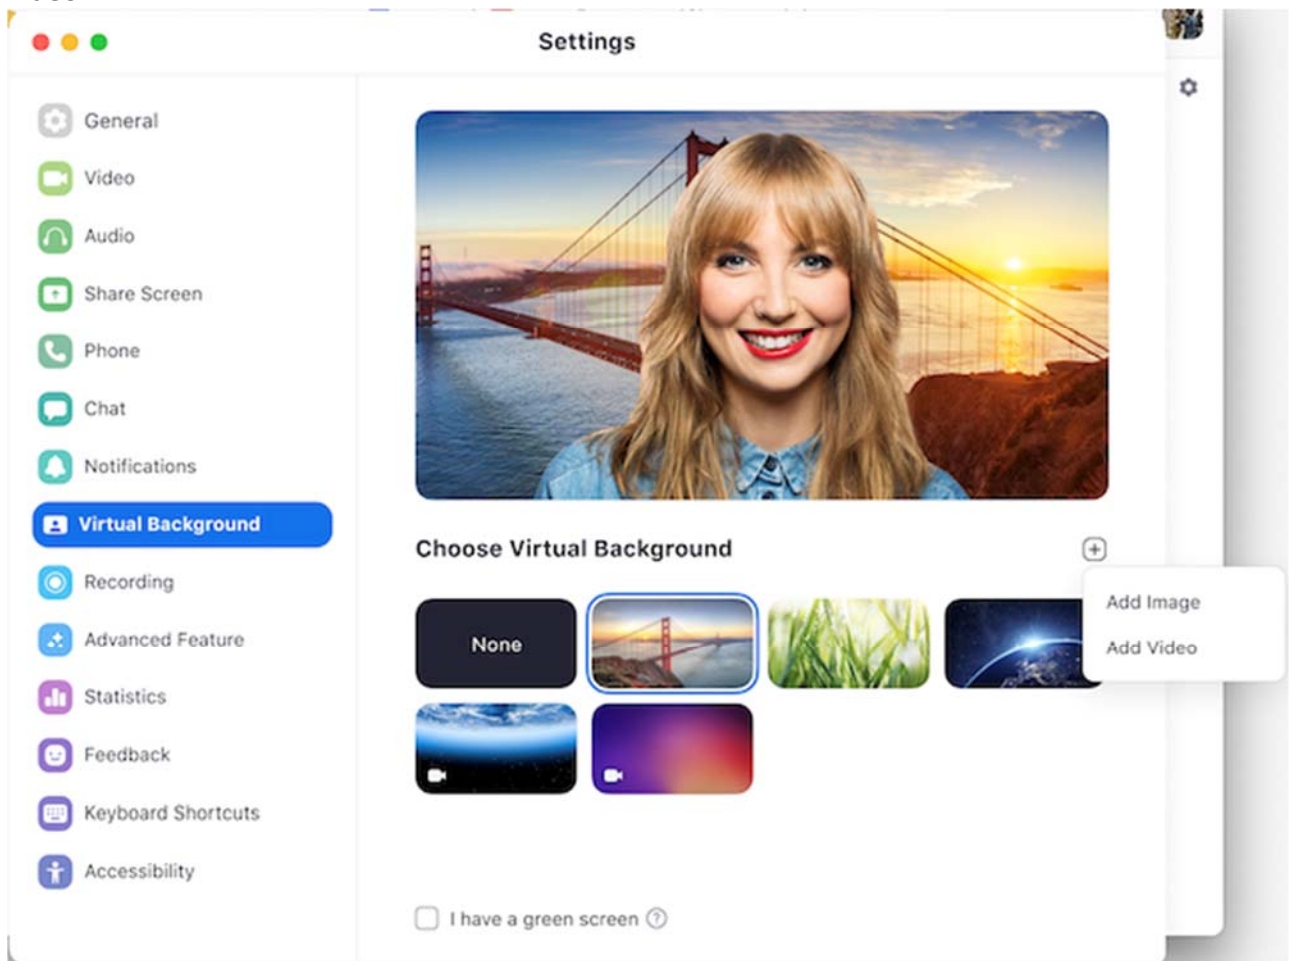 Settings
General
Video
Audio
Share Screen
Phone
Chat
Notifications
Virtual Background
Recording
Advanced Feature
Statistics
Feedback
Keyboard Shortcuts
Accessibility
Choose Virtual Background
Add Image
Add Video
None
I have a green screen ?